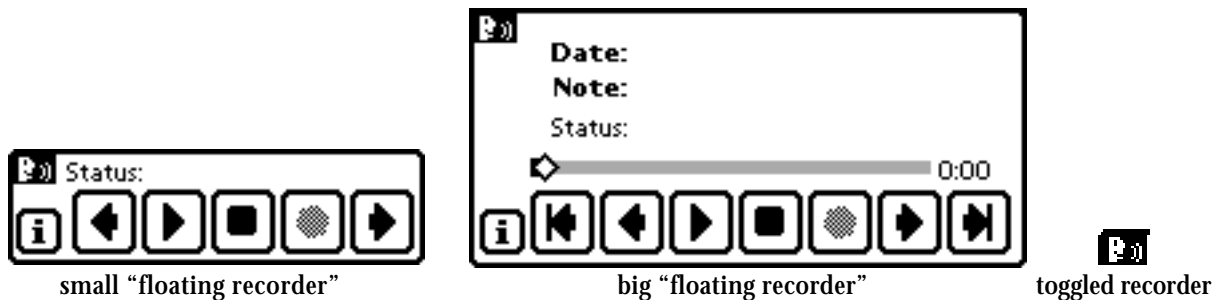 Date:
Note:
Status:
0:00
i
Status:
i
small “floating recorder”
big “floating recorder”
toggled recorder